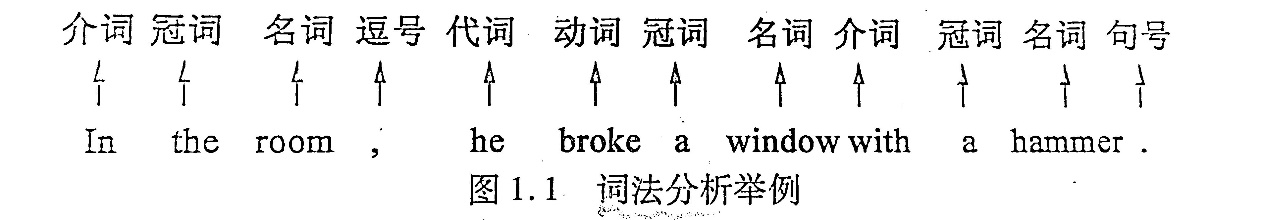 介词 冠词 名词 逗号 代词 动词 冠词 名词 介词 冠词 名词 句号
In the room , he broke a window with a hammer .
图1.1 词法分析举例